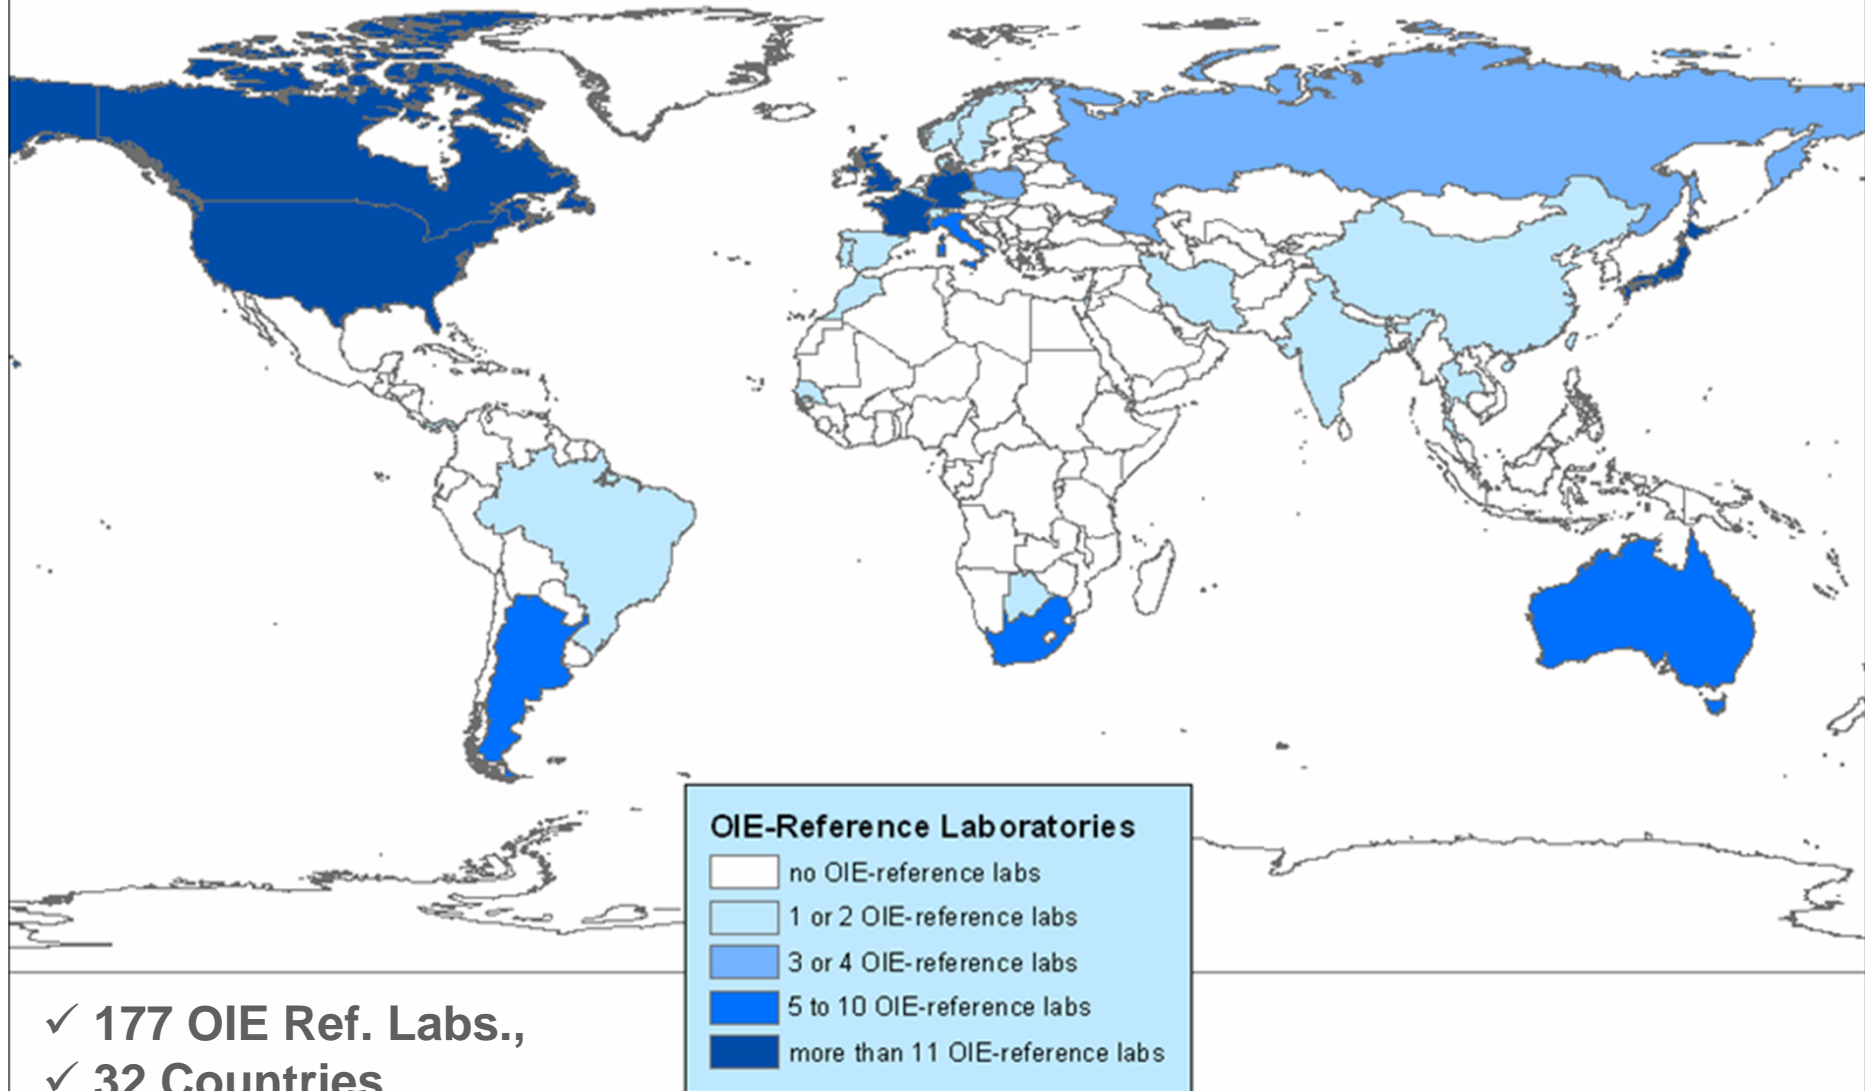 OIE-Reference Laboratories
no OIE-reference labs
1 or 2 OIE-reference labs
3 or 4 OIE-reference labs
5 to 10 OIE-reference labs
more than 11 OIE-reference labs
✓ 177 OIE Ref. Labs.,
✓ 32 Countries